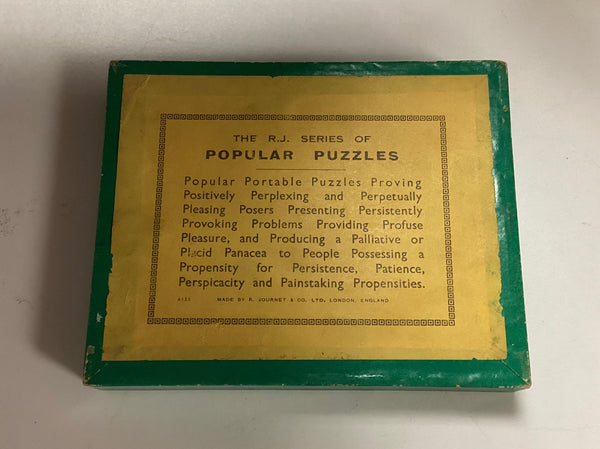 THE R.J. SERIES OF
POPULAR PUZZLES
Popular Portable Puzzles Proving
Positively Perplexing and Perpetually
Pleasing Posers Presenting Persistently
Provoking Problems Providing Profuse
Pleasure, and Producing a Palliative or
Placid Panacea to People Possessing a
Propensity for Persistence, Patience,
Perspicacity and Painstaking Propensities.
MADE BY R. JOURNET & CO. LTD, LONDON, ENGLAND